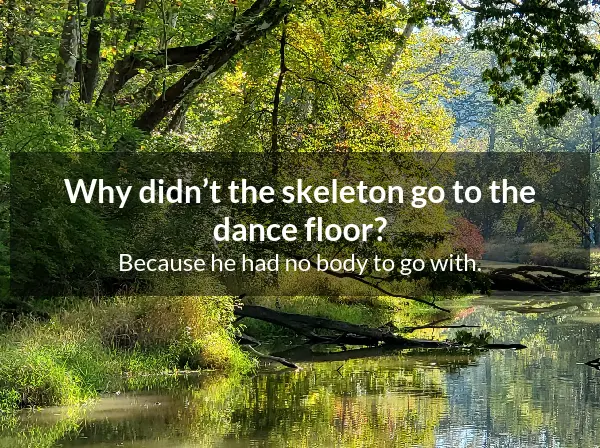 Why didn’t the skeleton go to the
dance floor?
Because he had no body to go with.